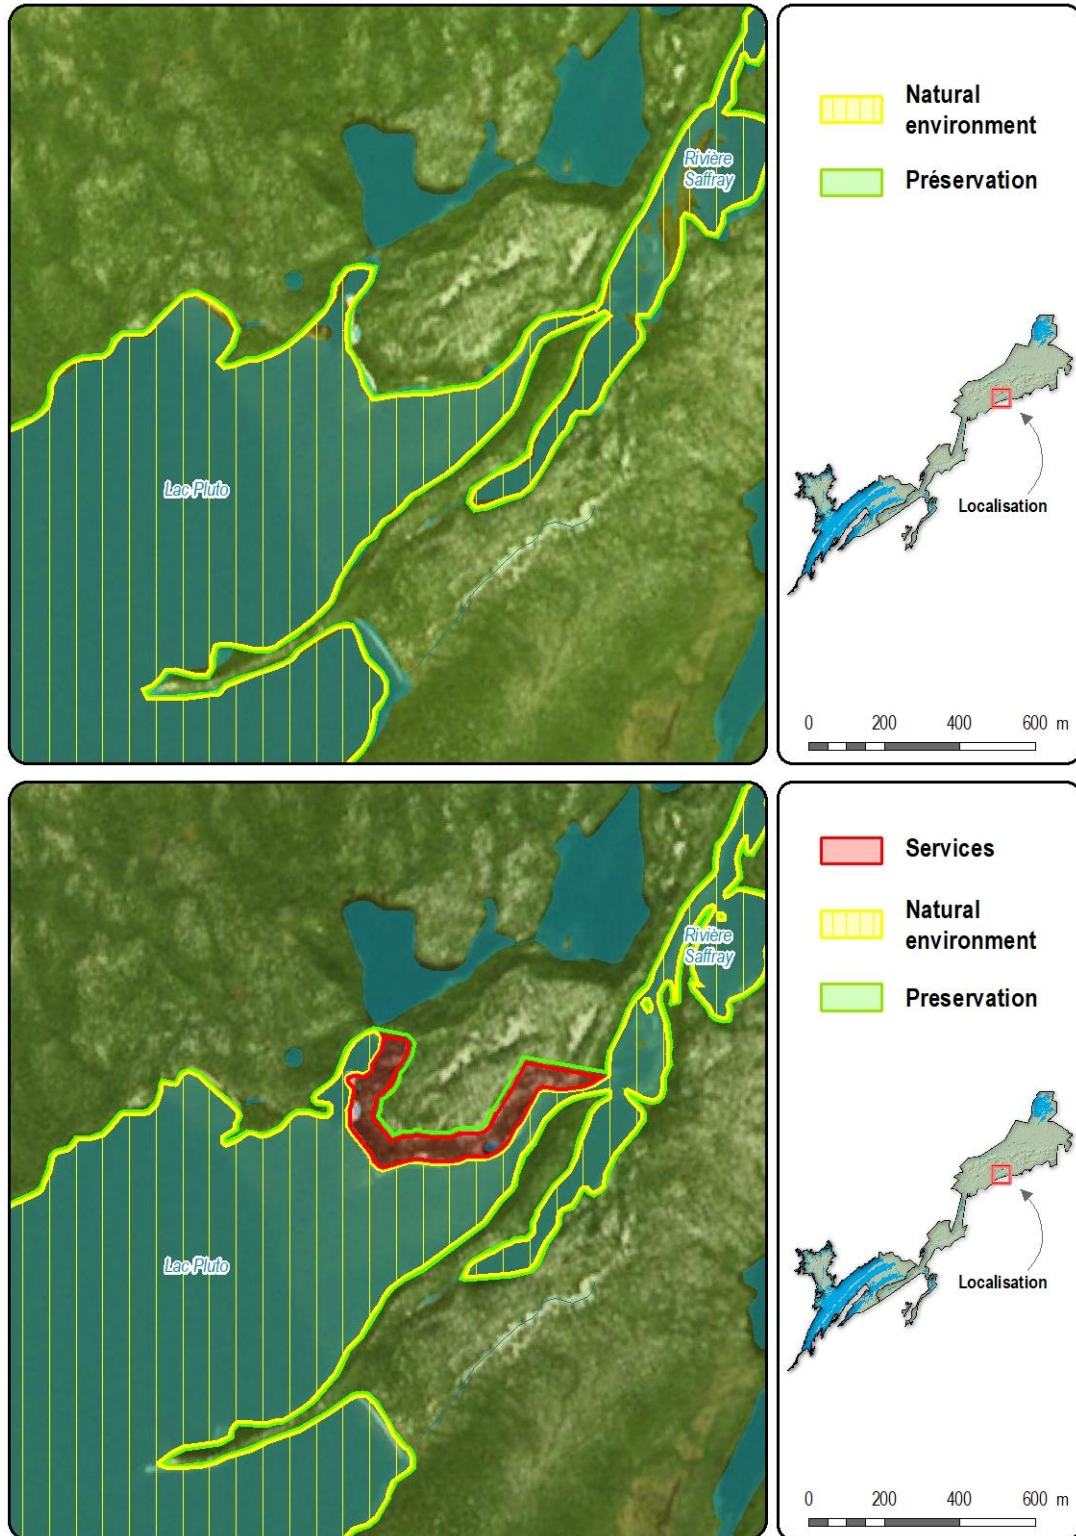 Rivière
Saffray
Lac Pluto
Natural
environment
Préservation
Localisation
0 200 400 600 m
Rivière
Saffray
Lac Pluto
Services
Natural
environment
Preservation
Localisation
0 200 400 600 m